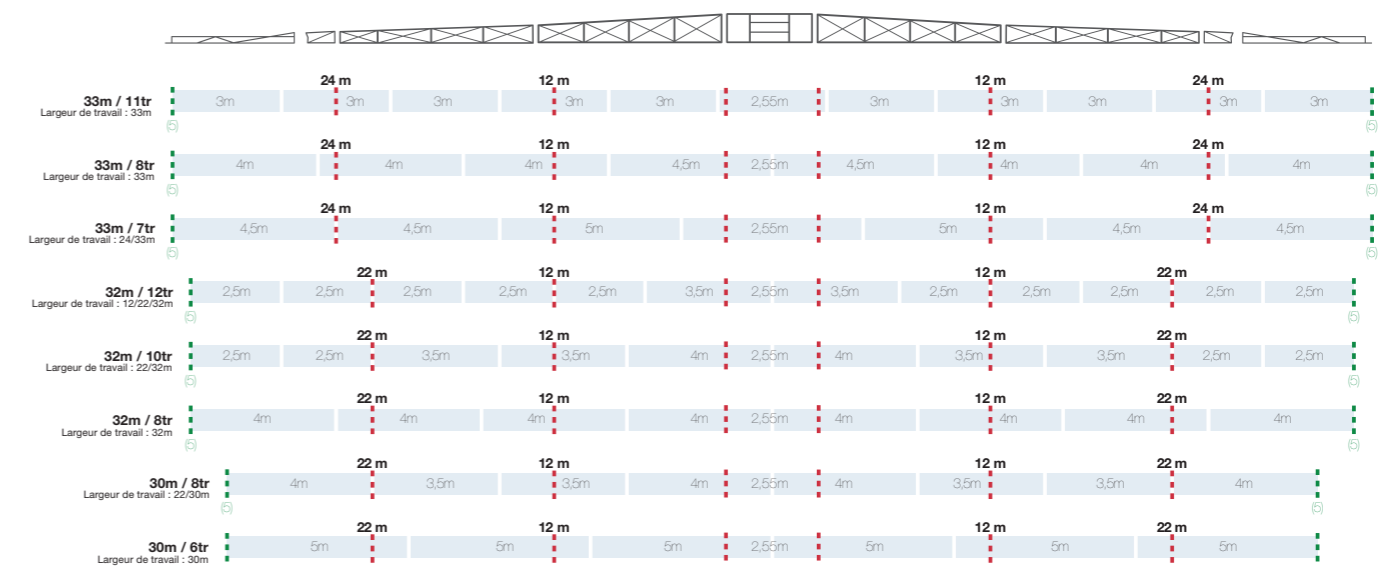 24 m 12 m 12 m 24 m
33m / 11tr 3m 3m 3m 3m 3m 2,55m 3m 3m 3m 3m 3m
Largeur de travail : 33m
(5) (5)
24 m 12 m 12 m 24 m
33m / 8tr 4m 4m 4m 4,5m 2,55m 4,5m 4m 4m 4m
Largeur de travail : 33m
(5) (5)
24 m 12 m 12 m 24 m
33m / 7tr 4,5m 4,5m 5m 2,55m 5m 4,5m 4,5m
Largeur de travail : 24/33m
(5) (5)
22 m 12 m 12 m 22 m
32m / 12tr 2,5m 2,5m 2,5m 2,5m 2,5m 3,5m 2,55m 3,5m 2,5m 2,5m 2,5m 2,5m 2,5m
Largeur de travail : 12/22/32m
(5) (5)
22 m 12 m 12 m 22 m
32m / 10tr 2,5m 2,5m 3,5m 3,5m 4m 2,55m 4m 3,5m 3,5m 2,5m 2,5m
Largeur de travail : 22/32m
(5) (5)
22 m 12 m 12 m 22 m
32m / 8tr 4m 4m 4m 4m 2,55m 4m 4m 4m 4m
Largeur de travail : 32m
(5) (5)
22 m 12 m 12 m 22 m
30m / 8tr 4m 3,5m 3,5m 4m 2,55m 4m 3,5m 3,5m 4m
Largeur de travail : 22/30m
(5) (5)
22 m 12 m 12 m 22 m
30m / 6tr 5m 5m 5m 2,55m 5m 5m 5m
Largeur de travail : 30m